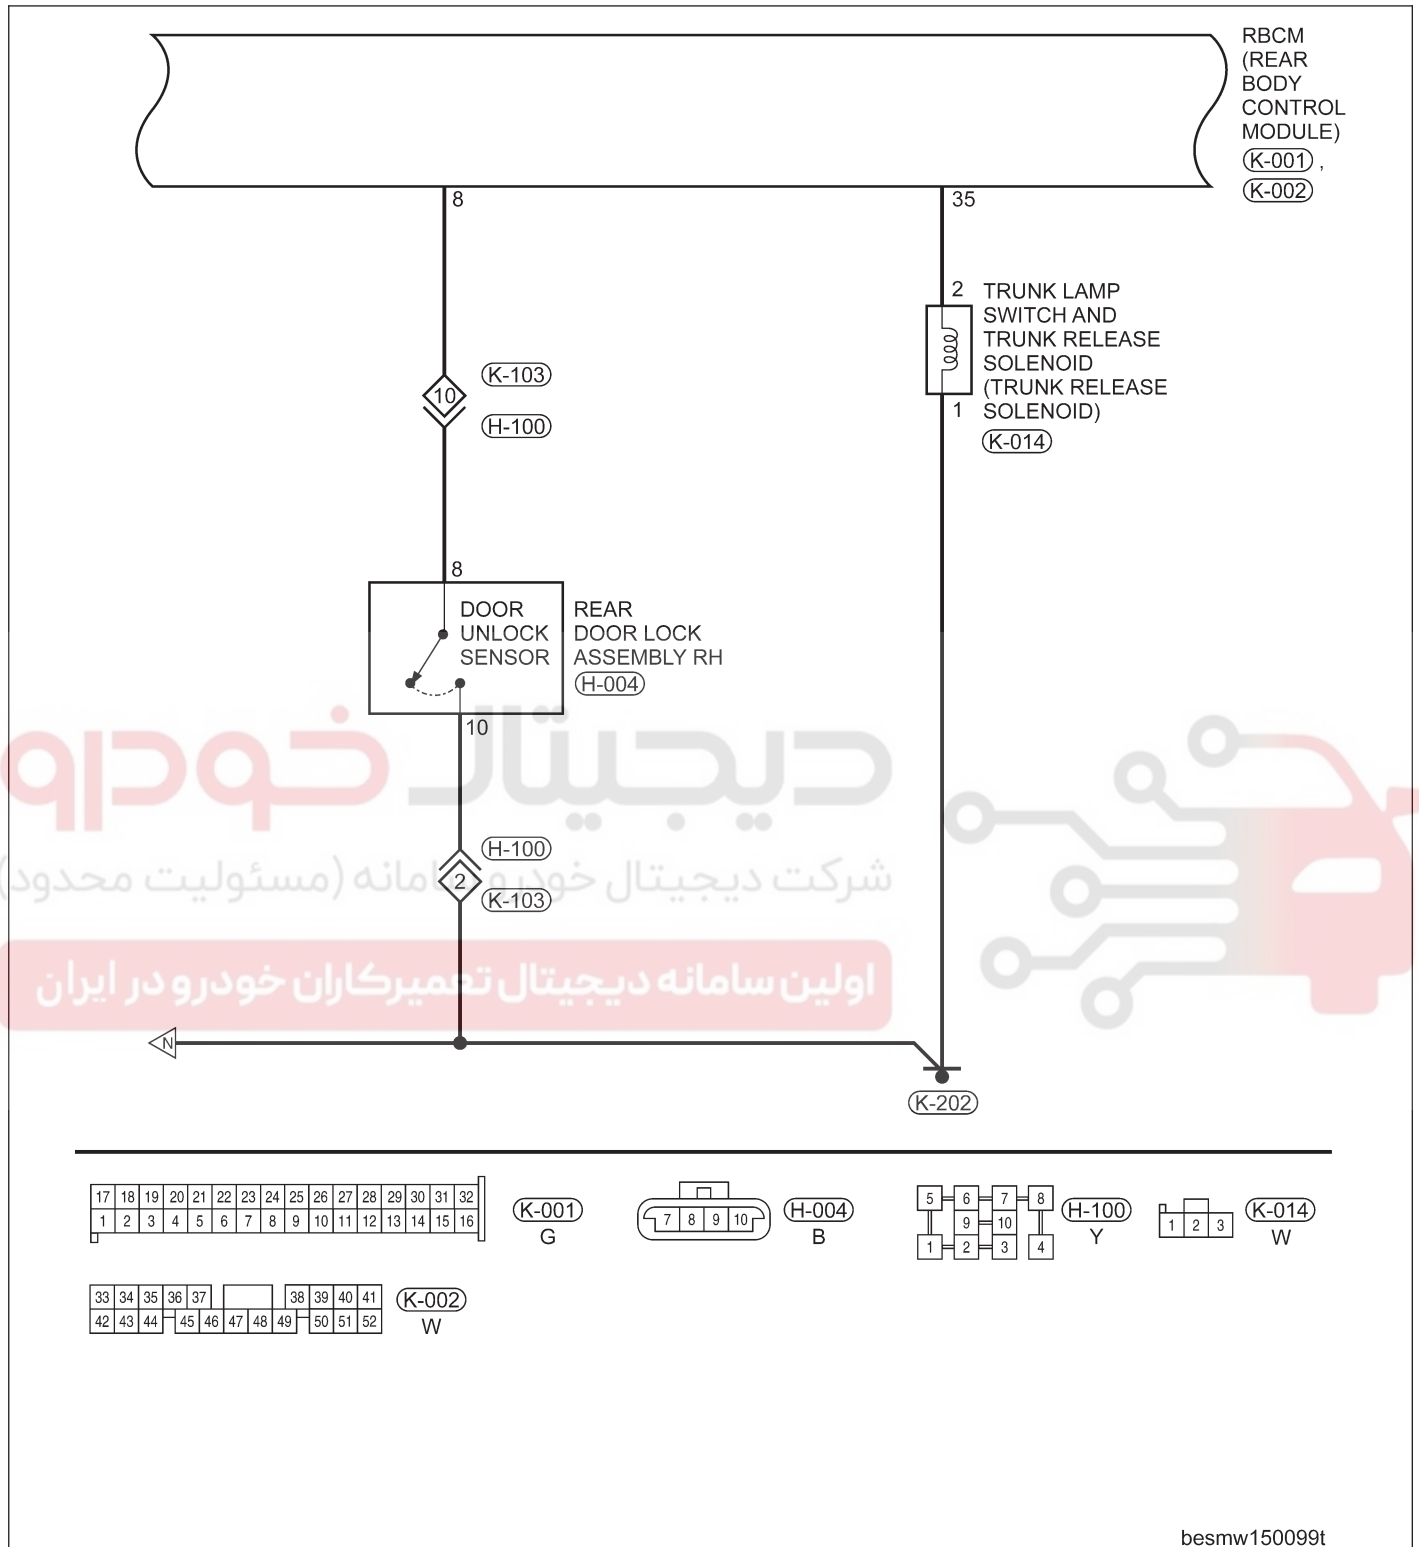 RBCM
(REAR
BODY
CONTROL
MODULE)
K-001 ,
K-002
8
35
2
TRUNK LAMP
SWITCH AND
TRUNK RELEASE
SOLENOID
(TRUNK RELEASE
SOLENOID)
1
K-014
K-103
10
H-100
8
DOOR
UNLOCK
SENSOR
REAR
DOOR LOCK
ASSEMBLY RH
H-004
10
دیجیتال خودرو
H-100
شرکت دیجیتال خودرو سامانه (مسئولیت محدود)
2
K-103
اولین سامانه دیجیتال تعمیرکاران خودرو در ایران
N
K-202
17 18 19 20 21 22 23 24 25 26 27 28 29 30 31 32
1 2 3 4 5 6 7 8 9 10 11 12 13 14 15 16
K-001
G
7 8 9 10
H-004
B
5 6 7 8
9 10
1 2 3 4
H-100
Y
1 2 3
K-014
W
33 34 35 36 37 38 39 40 41
42 43 44 45 46 47 48 49 50 51 52
K-002
W
besmw150099t